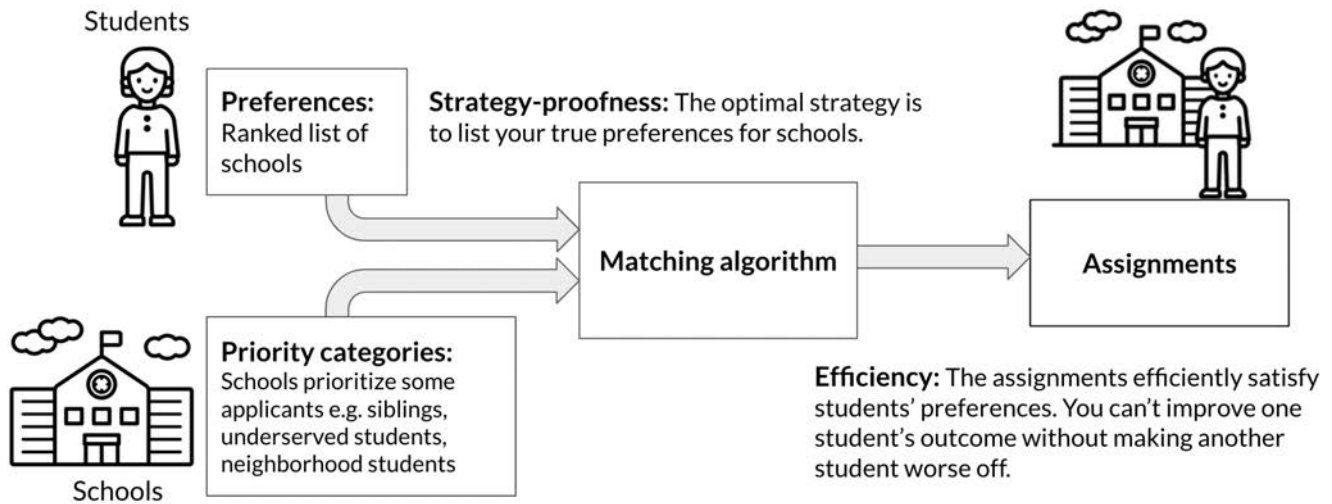 Students
Preferences:
Ranked list of
schools
Strategy-proofness: The optimal strategy is
to list your true preferences for schools.
Matching algorithm
Assignments
Priority categories:
Schools prioritize some
applicants e.g. siblings,
underserved students,
neighborhood students
Schools
Efficiency: The assignments efficiently satisfy
students’ preferences. You can’t improve one
student’s outcome without making another
student worse off.